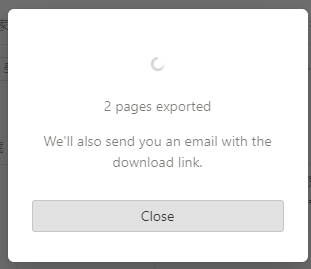 2 pages exported
We'll also send you an email with the
download link.
Close